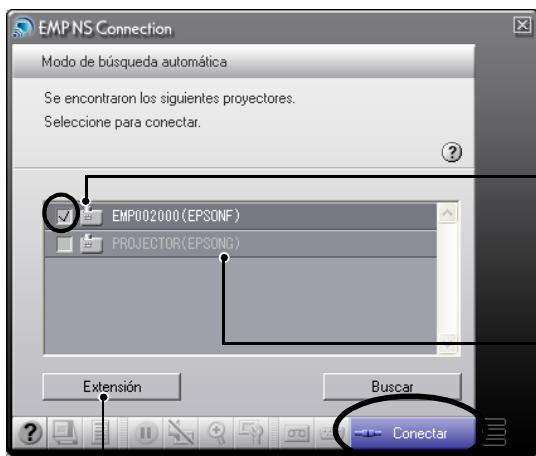 EMP NS Connection
Modo de búsqueda automática
Se encontraron los siguientes proyectores.
Seleccione para conectar.
?
EMP002000(EPSONF)
PROJECTOR(EPSONG)
Extensión
Buscar
?
Conectar